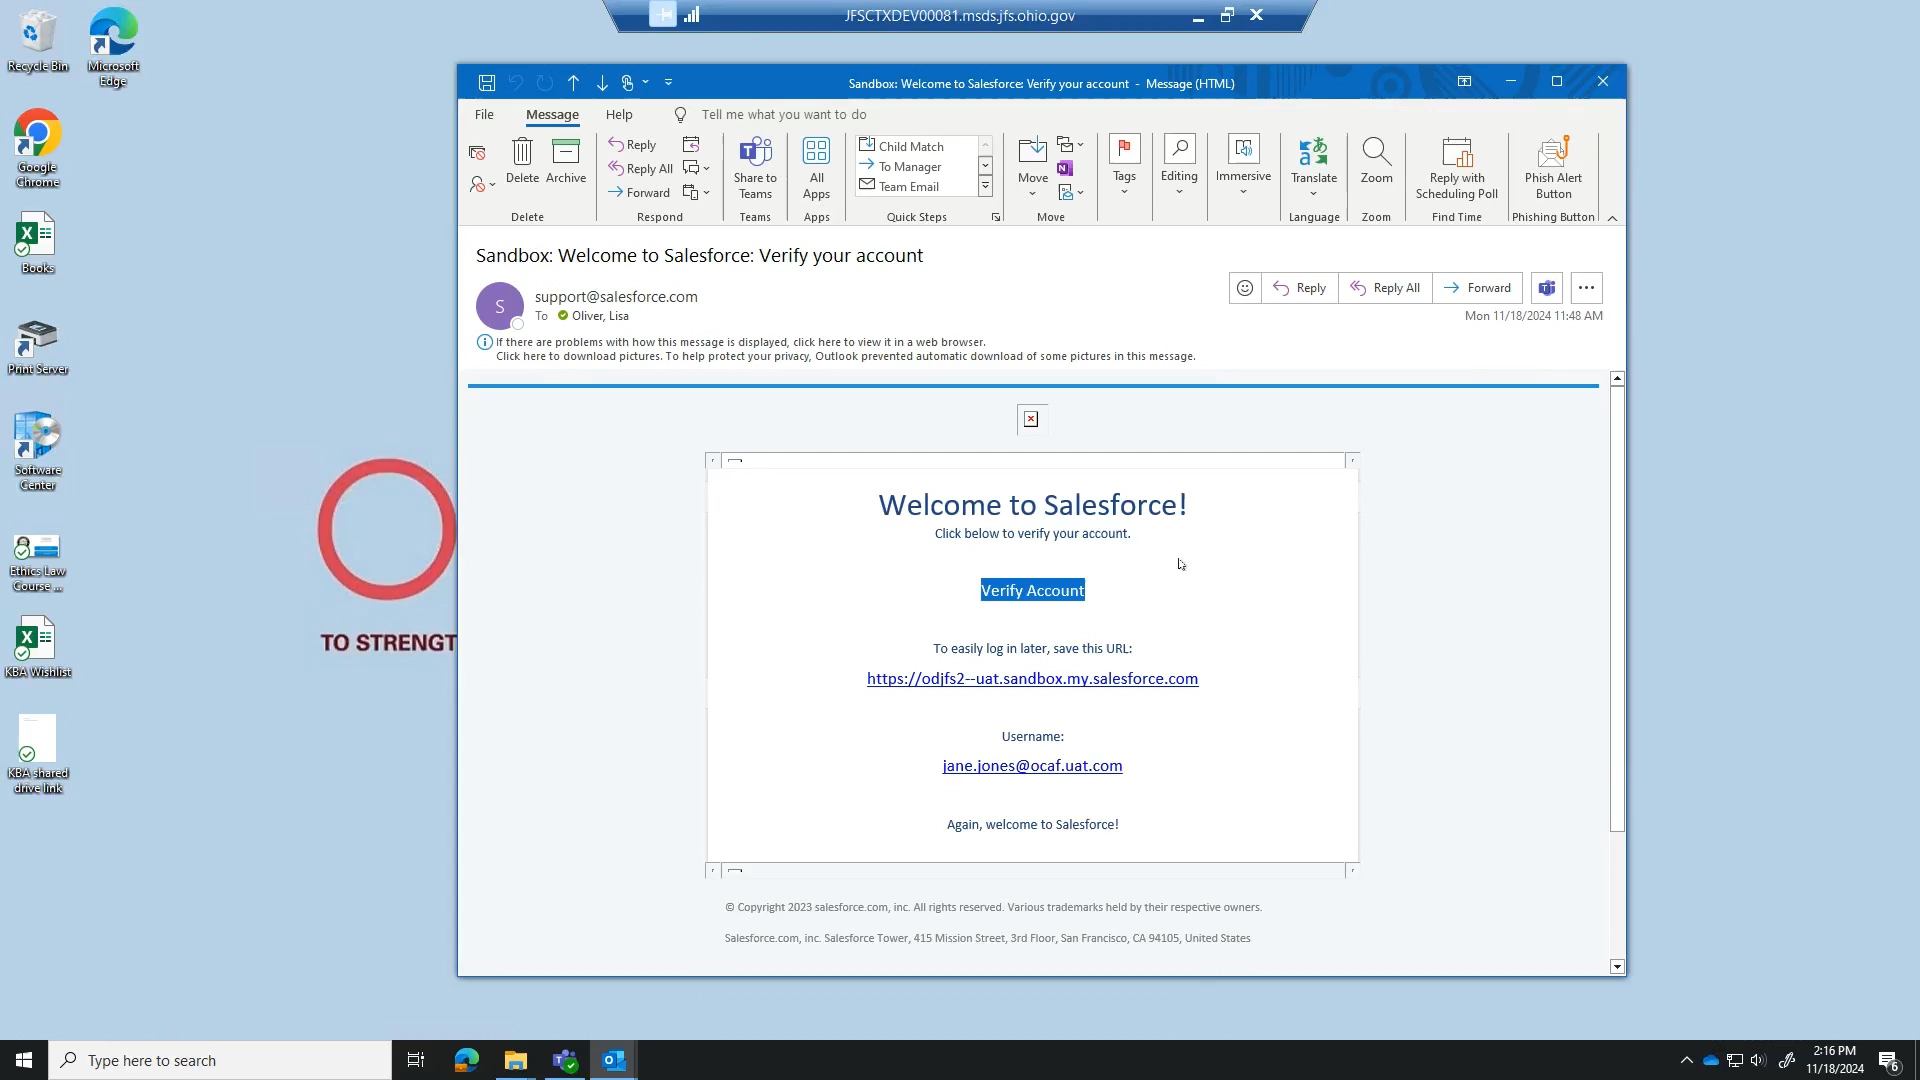 JFSCTXDEV00081.msds.jfs.ohio.gov
Recycle Bin
Microsoft
Edge
Google
Chrome
Books
Print Server
Software
Center
Ethics Law
Course ...
KBA Wishlist
KBA shared
drive link
TO STRENGT
Sandbox: Welcome to Salesforce: Verify your account - Message (HTML)
File
Message
Help
Tell me what you want to do
Delete
Archive
Delete
Reply
Reply All
Forward
Respond
Share to
Teams
Teams
All
Apps
Apps
Child Match
To Manager
Team Email
Quick Steps
Move
Move
Tags
Editing
Immersive
Translate
Language
Zoom
Zoom
Reply with
Scheduling Poll
Find Time
Phish Alert
Button
Phishing Button
Sandbox: Welcome to Salesforce: Verify your account
S
support@salesforce.com
To Oliver, Lisa
Reply
Reply All
Forward
Mon 11/18/2024 11:48 AM
If there are problems with how this message is displayed, click here to view it in a web browser.
Click here to download pictures. To help protect your privacy, Outlook prevented automatic download of some pictures in this message.
Welcome to Salesforce!
Click below to verify your account.
Verify Account
To easily log in later, save this URL:
https://odjfs2--uat.sandbox.my.salesforce.com
Username:
jane.jones@ocaf.uat.com
Again, welcome to Salesforce!
© Copyright 2023 salesforce.com, inc. All rights reserved. Various trademarks held by their respective owners.
Salesforce.com, inc. Salesforce Tower, 415 Mission Street, 3rd Floor, San Francisco, CA 94105, United States
Type here to search
2:16 PM
11/18/2024
6